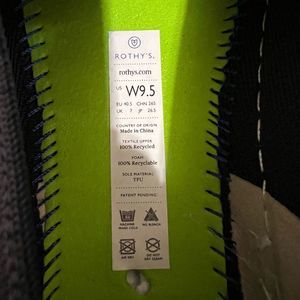 ROTHY'S
rothys.com
US W9.5
EU 40.5 CHN 265
UK 7 JP 26.5
COUNTRY OF ORIGIN
Made in China
TEXTILE UPPER
100% Recycled
FOAM
100% Recyclable
SOLE MATERIAL
TPU
PATENT PENDING
MACHINE WASH COLD
NO BLEACH
AIR DRY
DO NOT DRY CLEAN